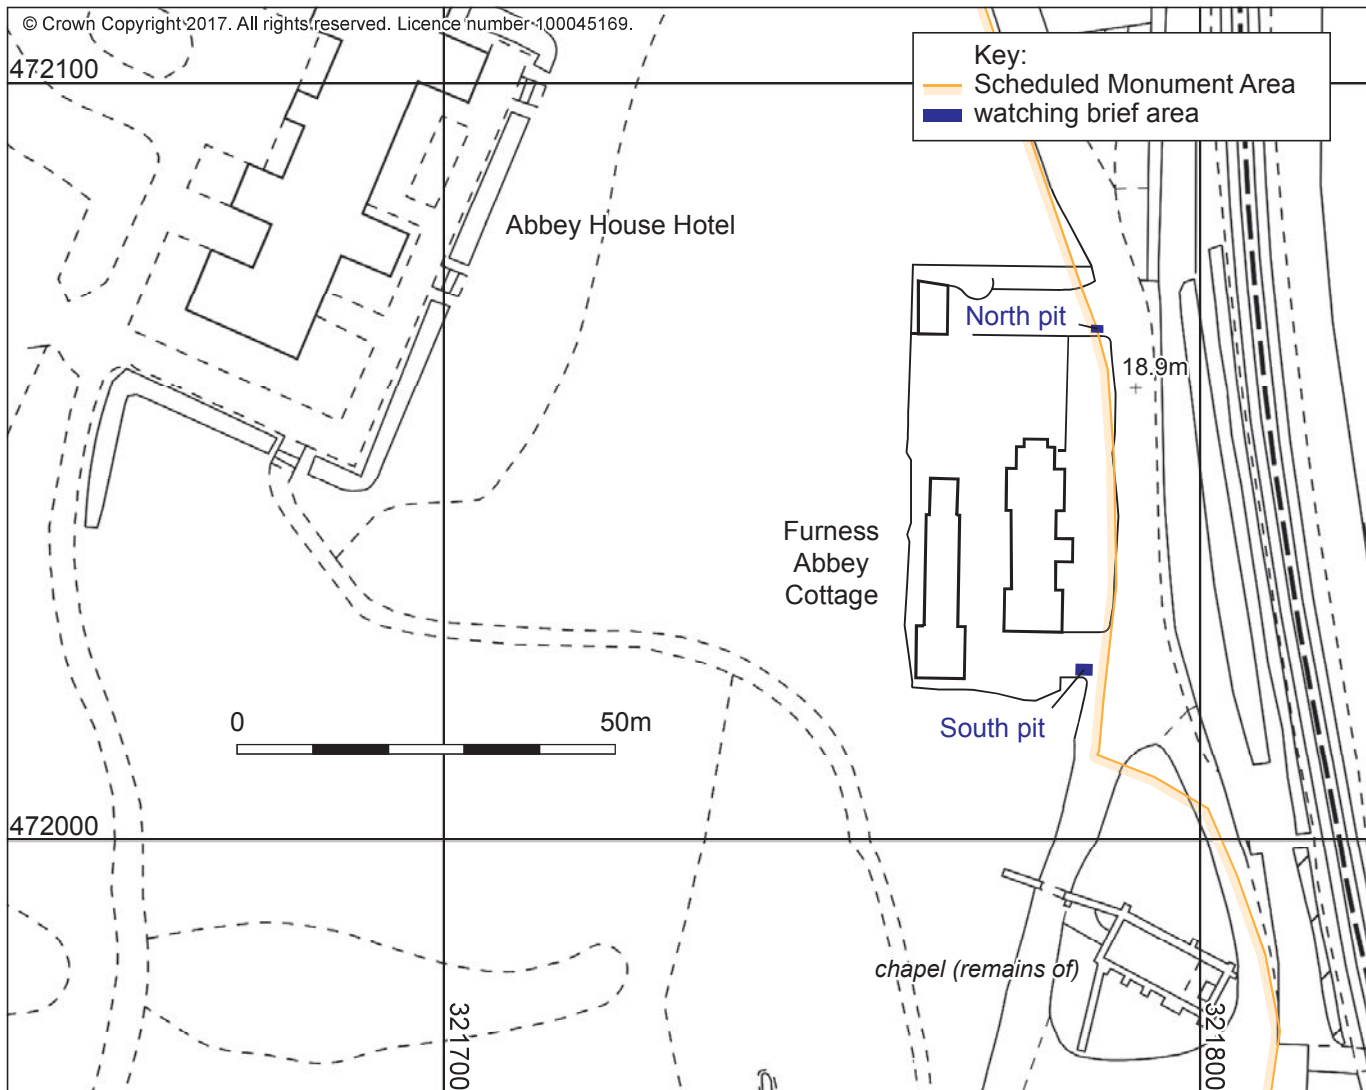 © Crown Copyright 2017. All rights reserved. Licence number 100045169.
Key:
Scheduled Monument Area
watching brief area
472100
Abbey House Hotel
North pit
18.9m
Furness
Abbey
Cottage
0 50m
South pit
472000
chapel (remains of)
321700
321800